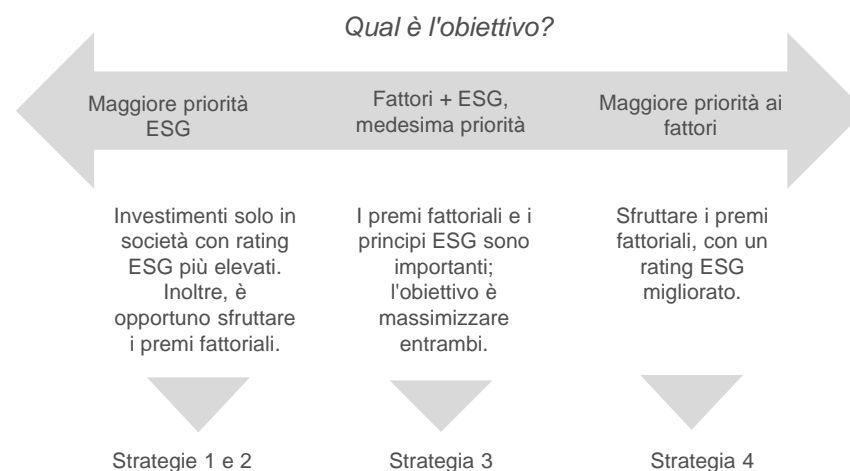 Qual è l'obiettivo?
Maggiore priorità
ESG
Fattori + ESG,
medesima priorità
Maggiore priorità ai
fattori
Investimenti solo in
società con rating
ESG più elevati.
Inoltre, è
opportuno sfruttare
i premi fattoriali.
I premi fattoriali e i
principi ESG sono
importanti;
l'obiettivo è
massimizzare
entrambi.
Sfruttare i premi
fattoriali, con un
rating ESG
migliorato.
Strategie 1 e 2
Strategia 3
Strategia 4